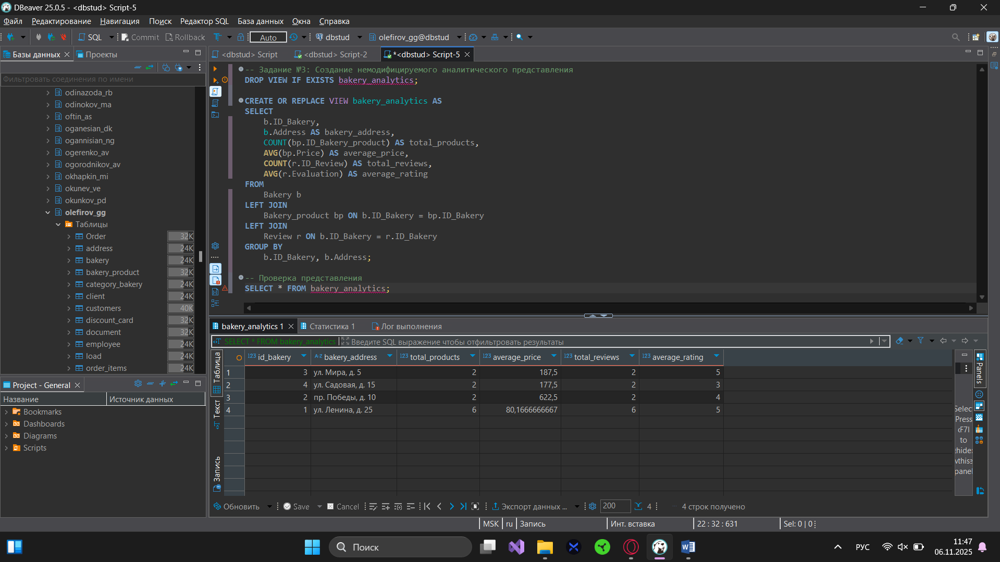 DBeaver 25.0.5 - <dbstud> Script-5
Файл Редактирование Навигация Поиск Редактор SQL База данных Окна Справка
SQL Commit Rollback Auto dbstud olefirov_gg@dbstud
Базы данных Проекты
<dbstud> Script <dbstud> Script-2 *<dbstud> Script-5
Фильтровать соединения по имени
odinazoda_rb
odinokov_ma
oftin_as
oganesian_dk
ogannisian_ng
ogerenko_av
ogorodnikov_av
okhapkin_mi
okunev_ve
okunkov_pd
olefirov_gg
Таблицы
Order 32K
address 24K
bakery 24K
bakery_product 32K
category_bakery 24K
client 24K
customers 40K
discount_card 32K
document 32K
employee 24K
load 24K
order_items 24K
-- Задание №3: Создание немодифицируемого аналитического представления
DROP VIEW IF EXISTS bakery_analytics;
CREATE OR REPLACE VIEW bakery_analytics AS
SELECT
b.ID_Bakery,
b.Address AS bakery_address,
COUNT(bp.ID_Bakery_product) AS total_products,
AVG(bp.Price) AS average_price,
COUNT(r.ID_Review) AS total_reviews,
AVG(r.Evaluation) AS average_rating
FROM
Bakery b
LEFT JOIN
Bakery_product bp ON b.ID_Bakery = bp.ID_Bakery
LEFT JOIN
Review r ON b.ID_Bakery = r.ID_Bakery
GROUP BY
b.ID_Bakery, b.Address;
-- Проверка представления
SELECT * FROM bakery_analytics;
Project - General
Название Источник данных
Bookmarks
Dashboards
Diagrams
Scripts
bakery_analytics 1 Статистика 1 Лог выполнения
SELECT * FROM bakery_analytics Введите SQL выражение чтобы отфильтровать результаты
Таблица
Текст
Запись
123 id_bakery A-Z bakery_address 123 total_products 123 average_price 123 total_reviews 123 average_rating
1 3 ул. Мира, д. 5 2 187,5 2 5
2 4 ул. Садовая, д. 15 2 177,5 2 3
3 2 пр. Победы, д. 10 2 622,5 2 4
4 1 ул. Ленина, д. 25 6 80,1666666667 6 5
Panels
Selec
Press
F7I
to
hide
this
panel
Обновить Save Cancel Экспорт данных ... 200 4 4 строк получено
MSK ru Запись Инт. вставка 22 : 32 : 631 Sel: 0 | 0
Поиск
РУС
11:47
06.11.2025